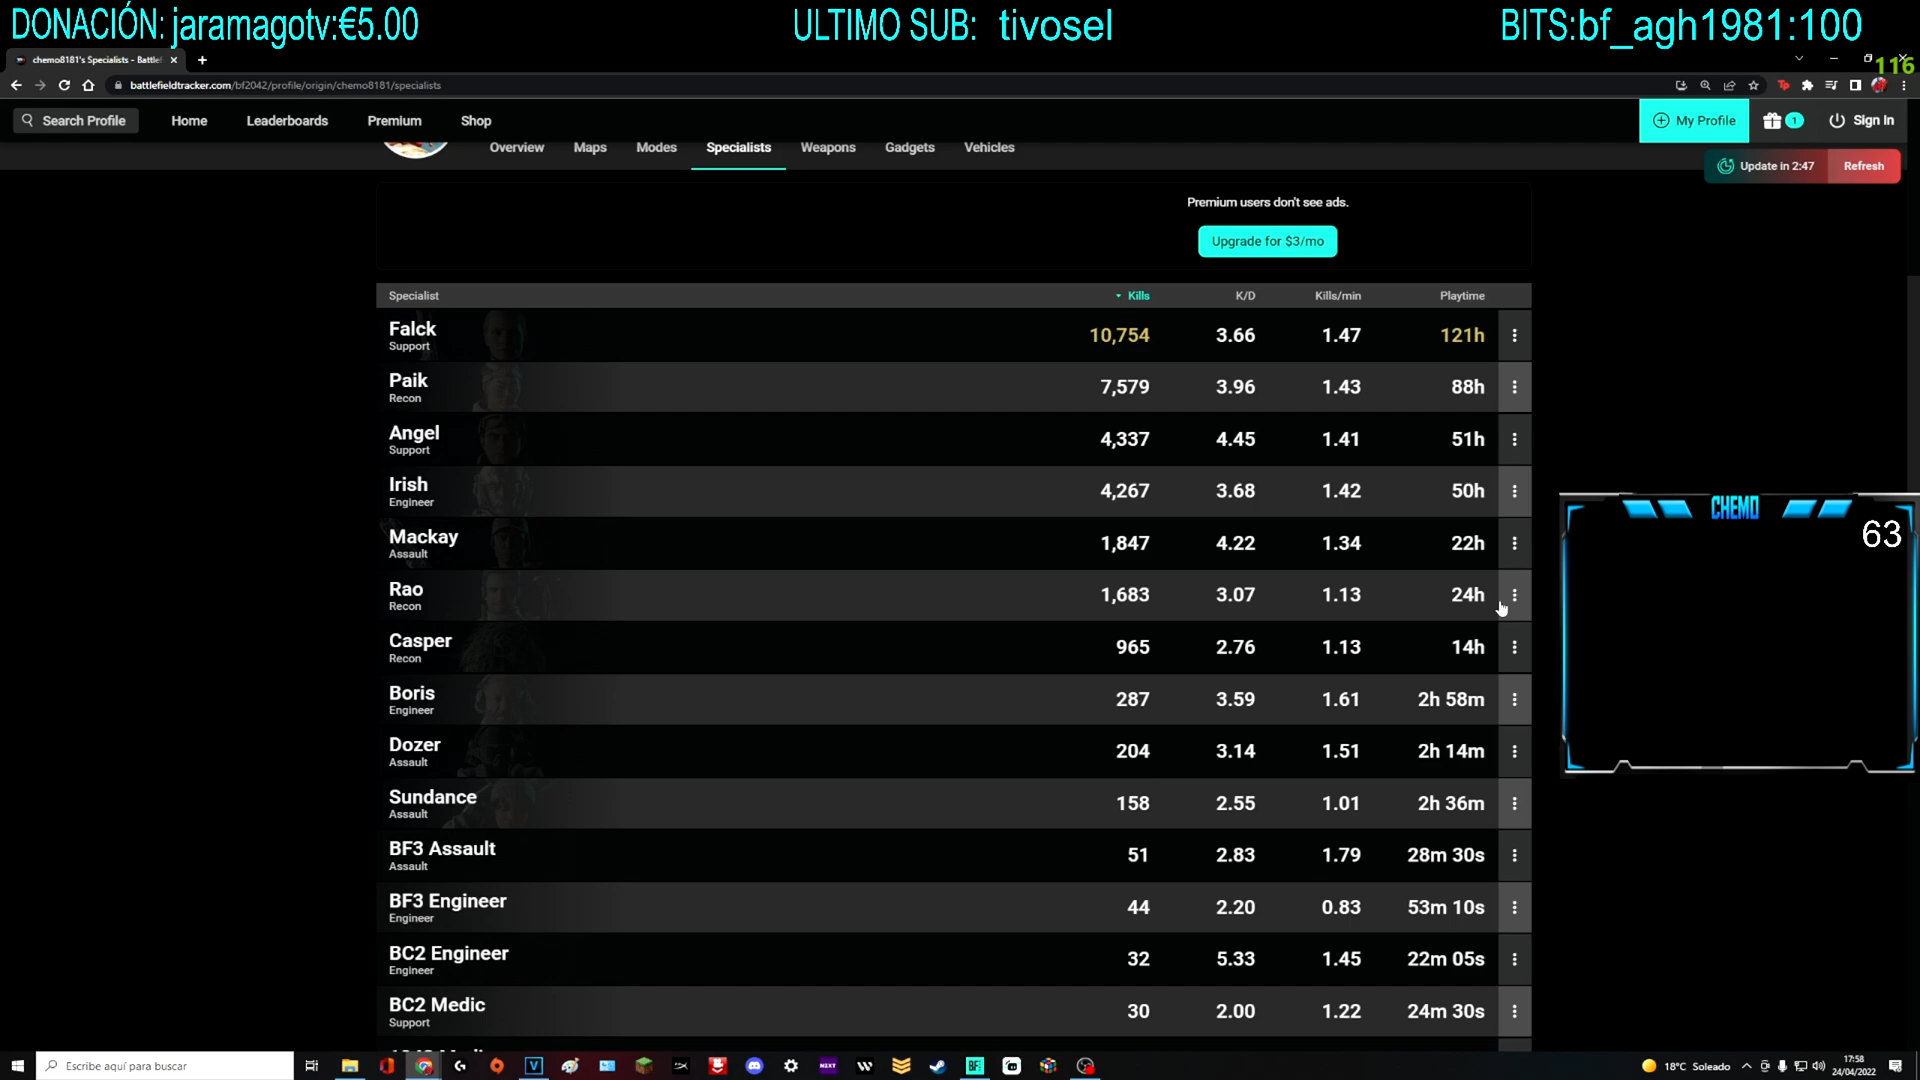 DONACIÓN: jaramagotv:€5.00
ULTIMO SUB: tivosel
BITS:bf_agh1981:100
chemo8181's Specialists - Battlef
116
battlefieldtracker.com/bf2042/profile/origin/chemo8181/specialists
Search Profile
Home
Leaderboards
Premium
Shop
My Profile
1
Sign In
Overview
Maps
Modes
Specialists
Weapons
Gadgets
Vehicles
Update in 2:47
Refresh
Premium users don't see ads.
Upgrade for $3/mo
Specialist Kills K/D Kills/min Playtime
Falck 10,754 3.66 1.47 121h
Support
Paik 7,579 3.96 1.43 88h
Recon
Angel 4,337 4.45 1.41 51h
Support
Irish 4,267 3.68 1.42 50h
Engineer
CHEMO
63
Mackay 1,847 4.22 1.34 22h
Assault
Rao 1,683 3.07 1.13 24h
Recon
Casper 965 2.76 1.13 14h
Recon
Boris 287 3.59 1.61 2h 58m
Engineer
Dozer 204 3.14 1.51 2h 14m
Assault
Sundance 158 2.55 1.01 2h 36m
Assault
BF3 Assault 51 2.83 1.79 28m 30s
Assault
BF3 Engineer 44 2.20 0.83 53m 10s
Engineer
BC2 Engineer 32 5.33 1.45 22m 05s
Engineer
BC2 Medic 30 2.00 1.22 24m 30s
Support
Escribe aquí para buscar
18°C Soleado
17:58
24/04/2022